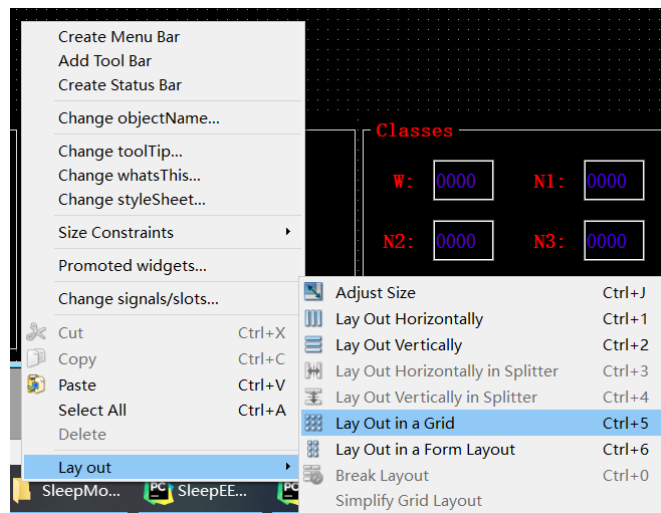 Create Menu Bar
Add Tool Bar
Create Status Bar
Change objectName...
Change toolTip...
Change whatsThis...
Change styleSheet...
Size Constraints
Promoted widgets...
Change signals/slots...
Cut Ctrl+X
Copy Ctrl+C
Paste Ctrl+V
Select All Ctrl+A
Delete
Lay out
Classes
W: 0000 N1: 0000
N2: 0000 N3: 0000
Adjust Size Ctrl+J
Lay Out Horizontally Ctrl+1
Lay Out Vertically Ctrl+2
Lay Out Horizontally in Splitter Ctrl+3
Lay Out Vertically in Splitter Ctrl+4
Lay Out in a Grid Ctrl+5
Lay Out in a Form Layout Ctrl+6
Break Layout Ctrl+0
Simplify Grid Layout
SleepMo... PC SleepEE... PC